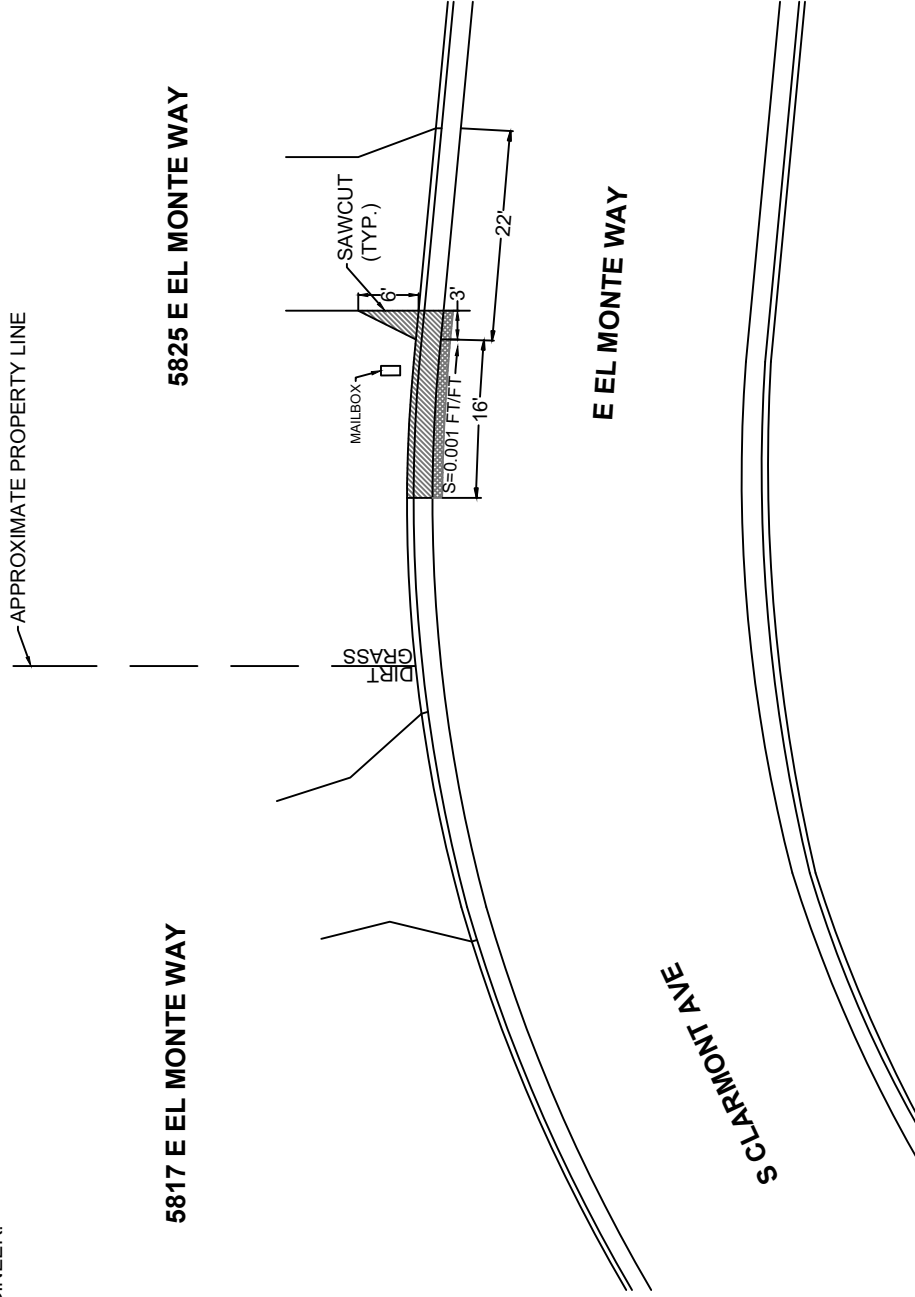 APPROXIMATE PROPERTY LINE
5825 E EL MONTE WAY
SAWCUT
(TYP.)
6'
MAILBOX
3'
22'
S=0.001 FT/FT
16'
E EL MONTE WAY
GRASS
DIRT
5817 E EL MONTE WAY
S CLARMONT AVE